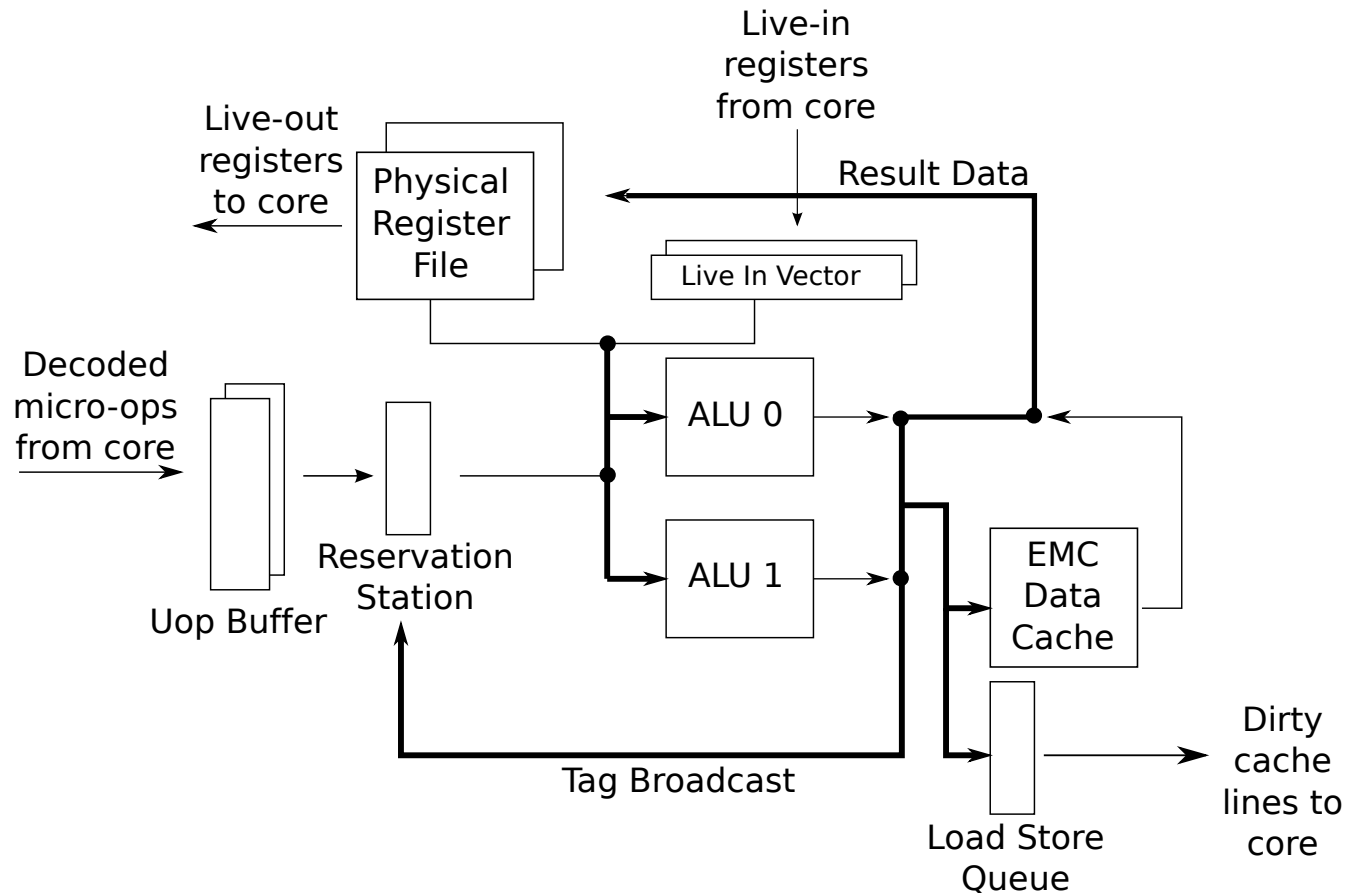 Live-in
registers
from core
Live-out
registers
to core
Result Data
Physical
Register
File
Live In Vector
Decoded
micro-ops
from core
ALU 0
Reservation
Station
Uop Buffer
ALU 1
EMC
Data
Cache
Tag Broadcast
Dirty
cache
lines to
core
Load Store
Queue